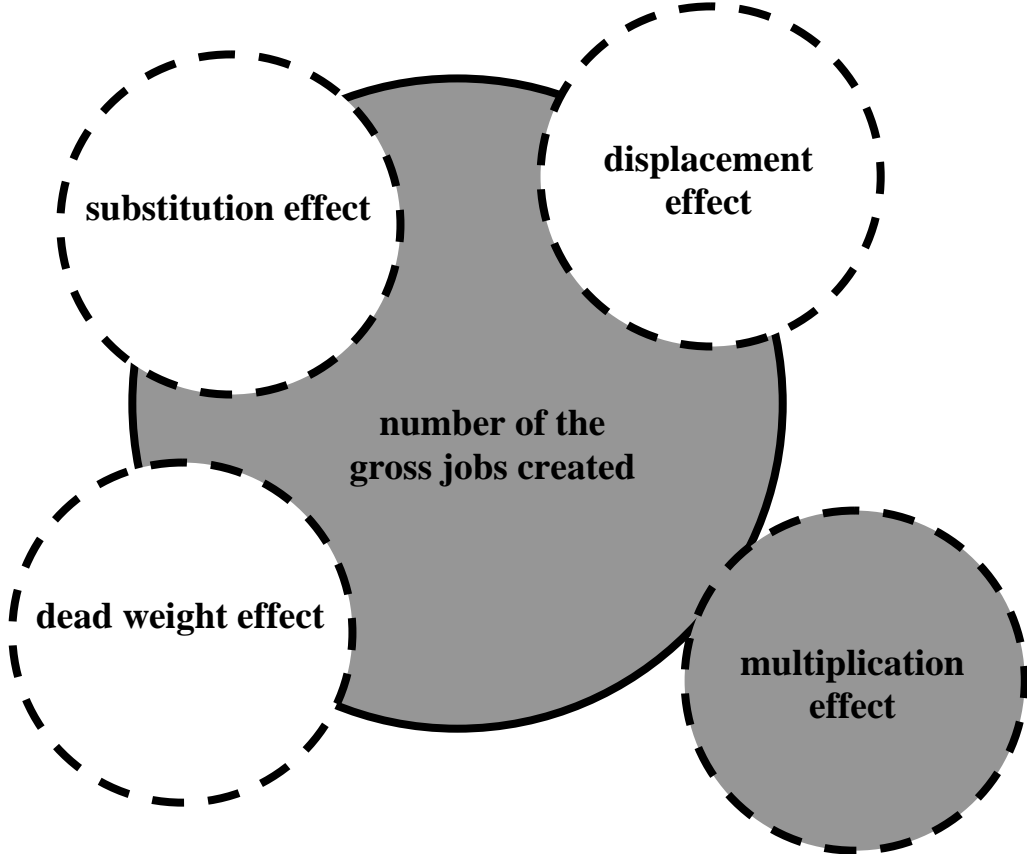 displacement
effect
substitution effect
number of the
gross jobs created
dead weight effect
multiplication
effect